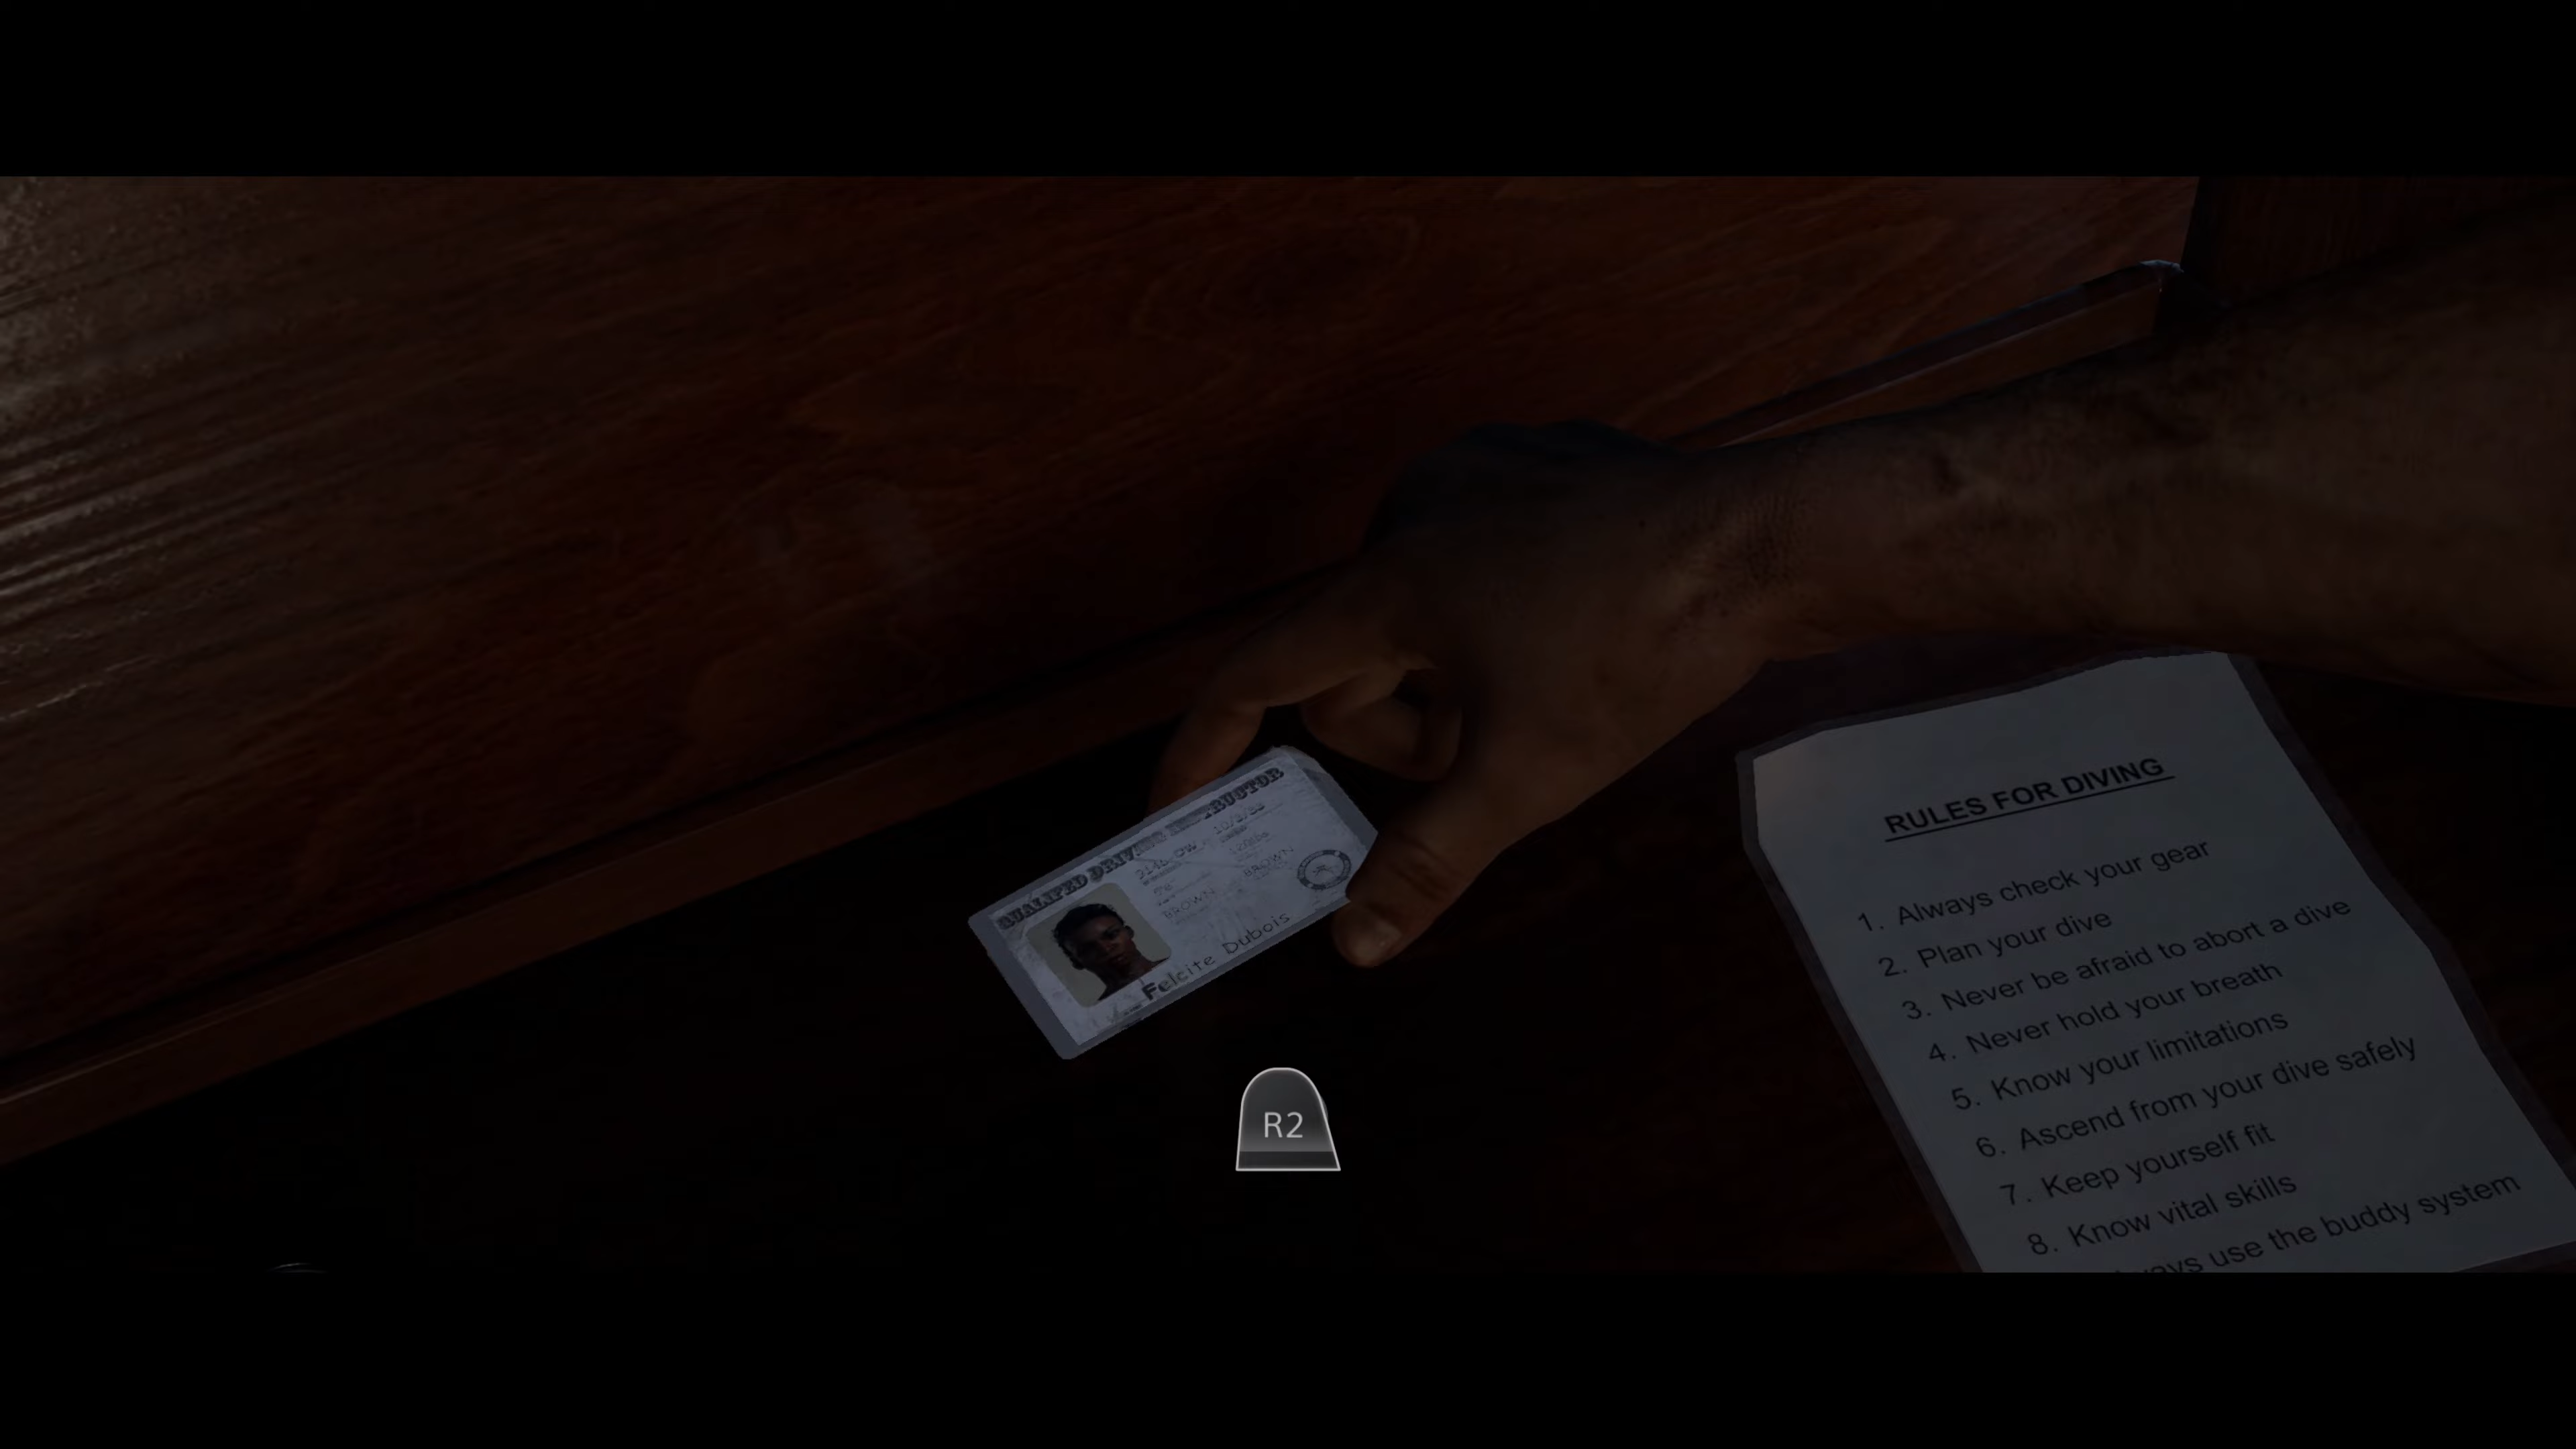 QUALIFED DRIVING INSTRUCTOR
BROWN BROWN
Felcite Dubois
R2
RULES FOR DIVING
1. Always check your gear
2. Plan your dive
3. Never be afraid to abort a dive
4. Never hold your breath
5. Know your limitations
6. Ascend from your dive safely
7. Keep yourself fit
8. Know vital skills
use the buddy system